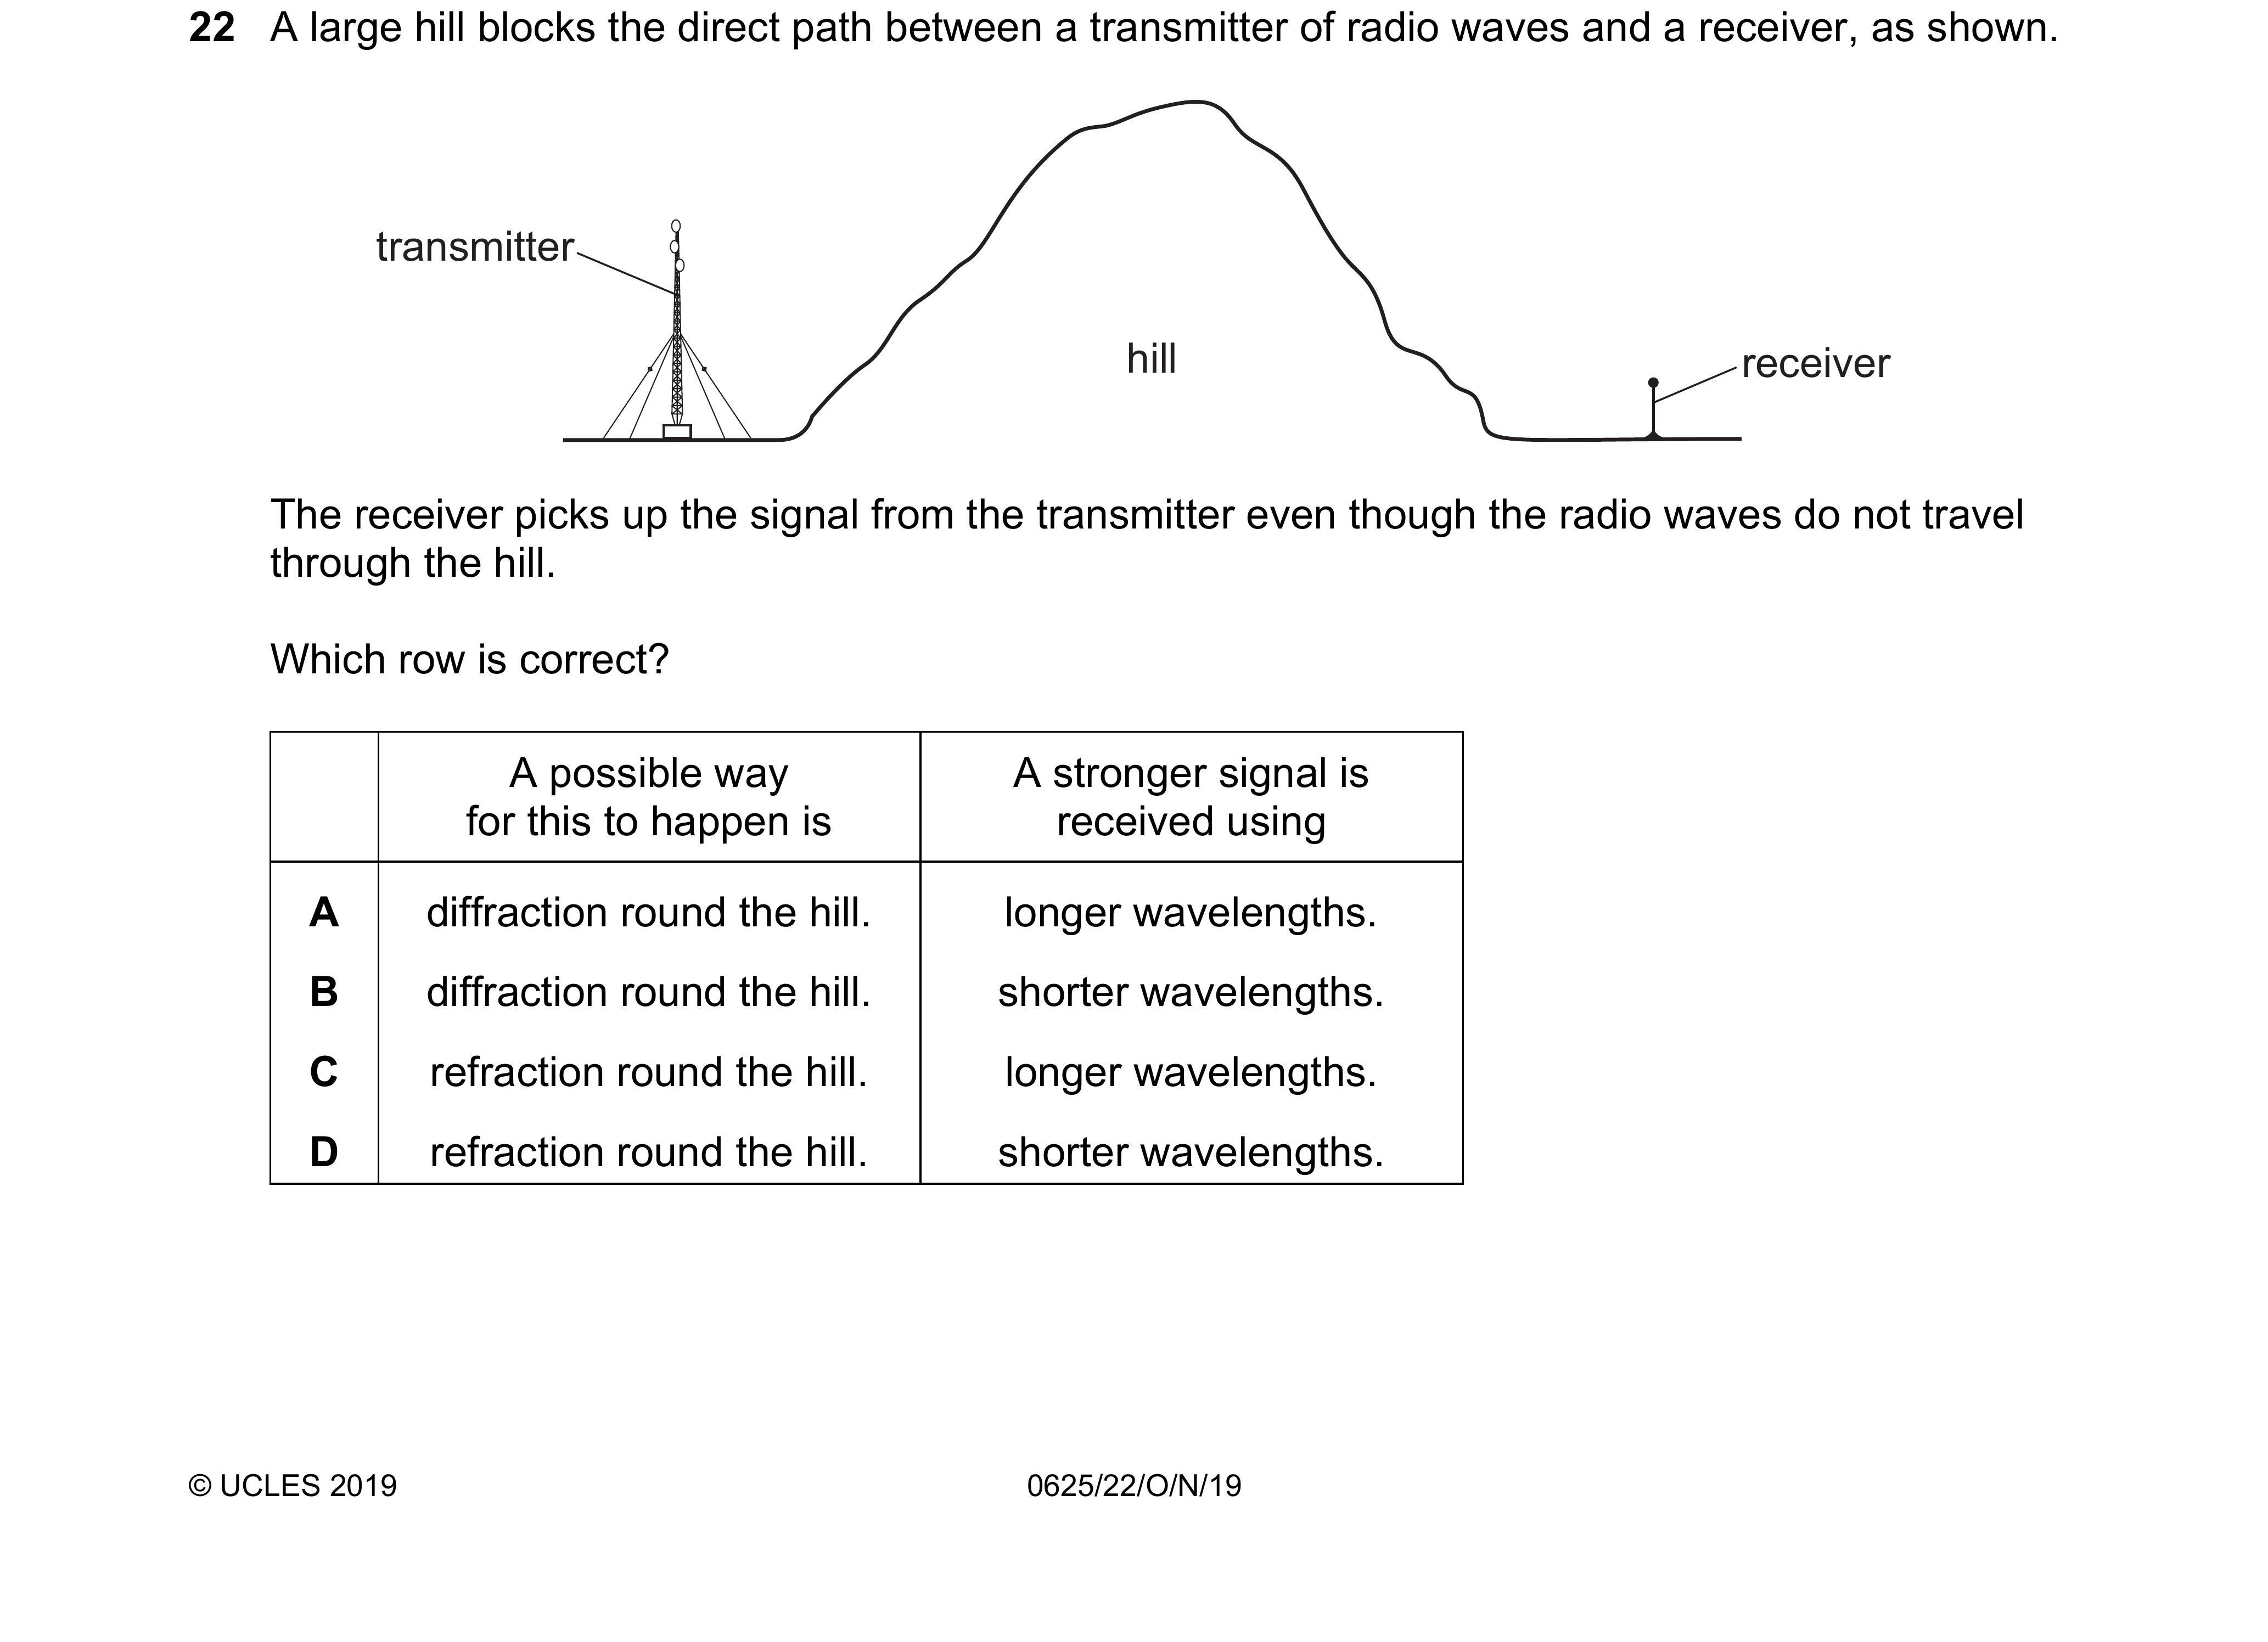 22 A large hill blocks the direct path between a transmitter of radio waves and a receiver, as shown.
transmitter
hill
receiver
The receiver picks up the signal from the transmitter even though the radio waves do not travel
through the hill.
Which row is correct?
A possible way
for this to happen is
A stronger signal is
received using
A diffraction round the hill. longer wavelengths.
B diffraction round the hill. shorter wavelengths.
C refraction round the hill. longer wavelengths.
D refraction round the hill. shorter wavelengths.
© UCLES 2019 0625/22/O/N/19